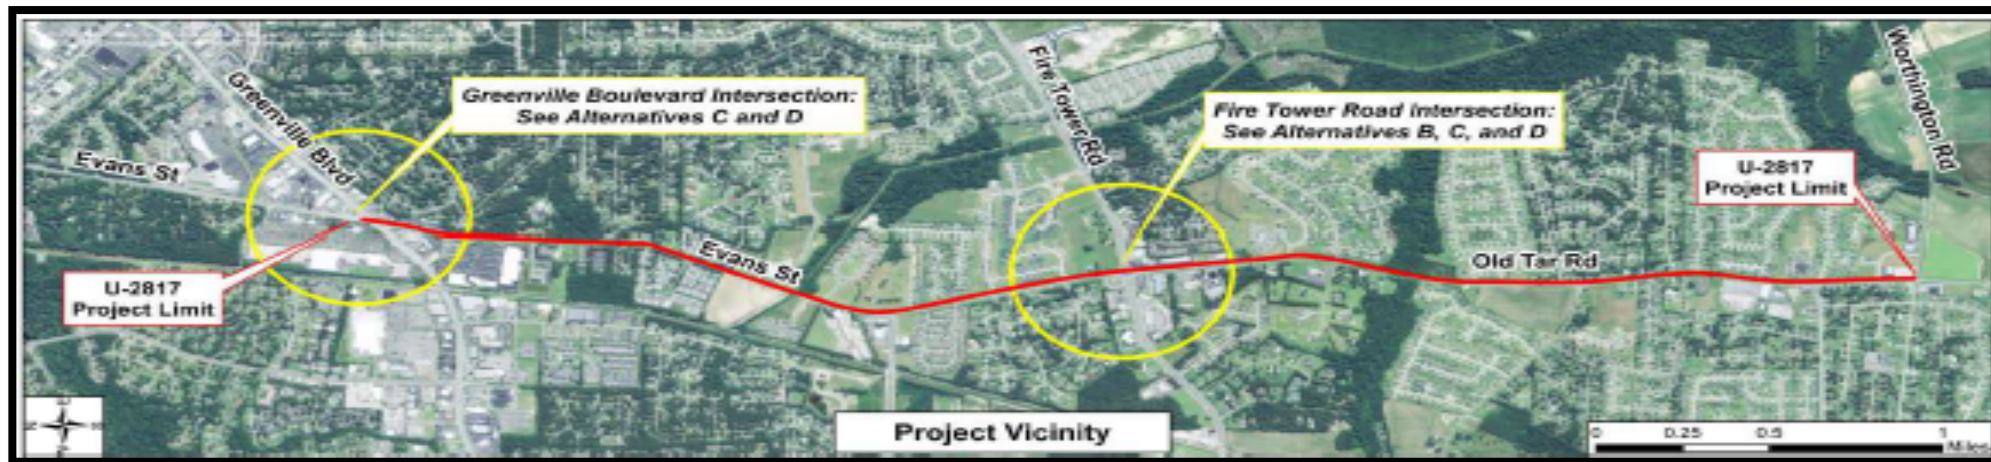 Greenville Blvd
Greenville Boulevard Intersection:
See Alternatives C and D
Fire Tower Rd
Fire Tower Road Intersection:
See Alternatives B, C, and D
Worthington Rd
U-2817
Project Limit
Evans St
Evans St
Old Tar Rd
U-2817
Project Limit
Project Vicinity
0 0.25 0.5 1
Miles